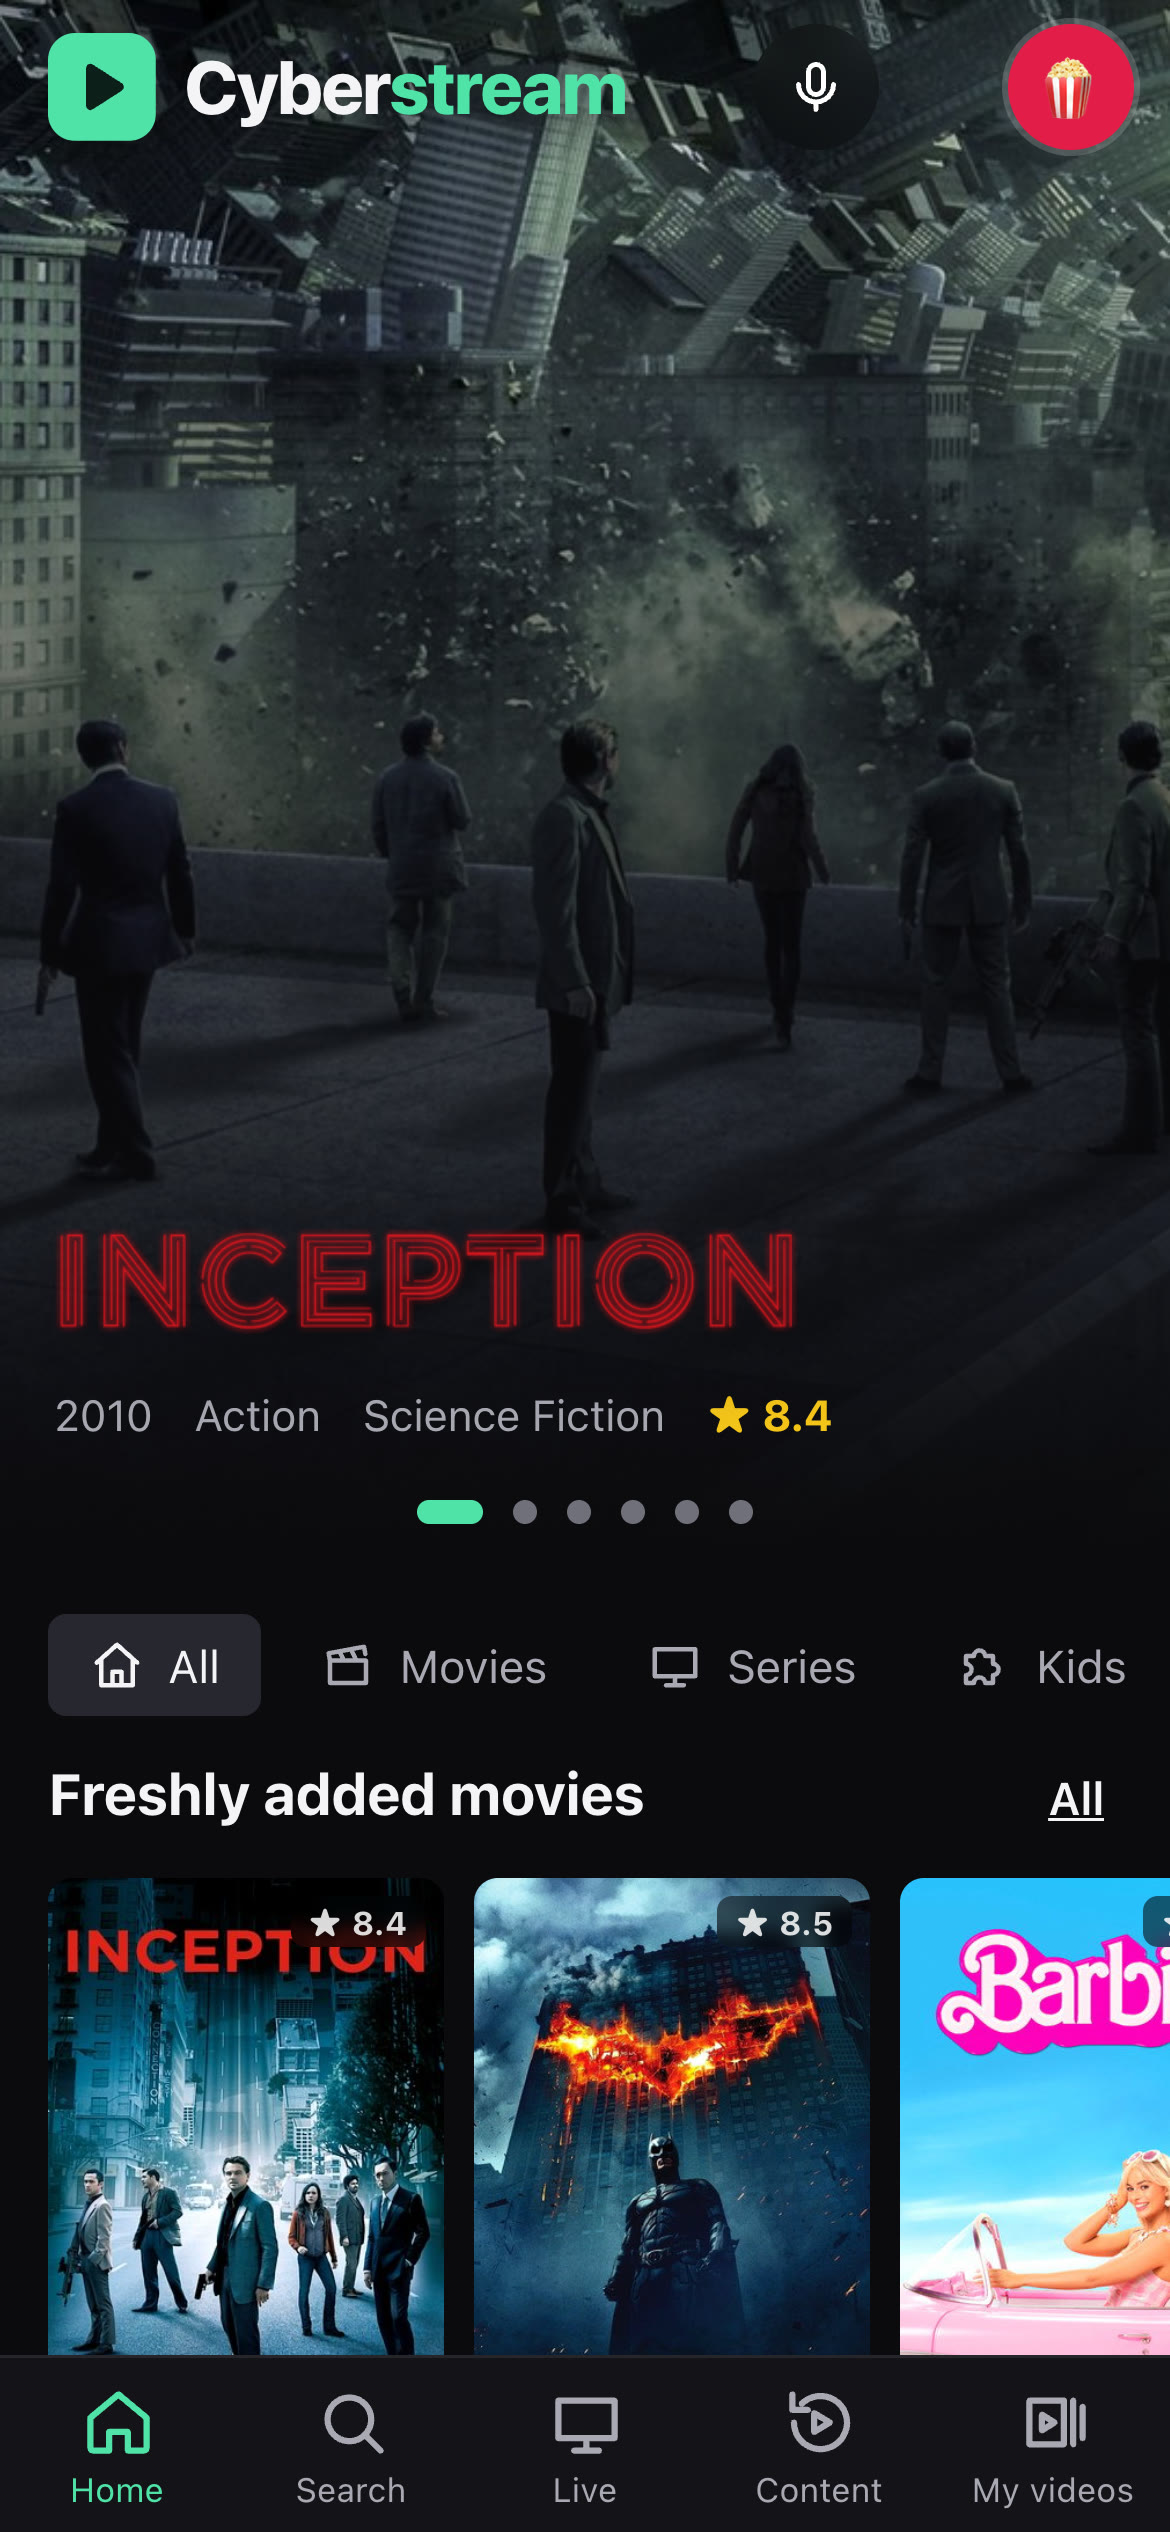 Cyberstream
INCEPTION
2010 Action Science Fiction 8.4
All Movies Series Kids
Freshly added movies All
8.4
INCEPTION
8.5
Barbi
Home Search Live Content My videos